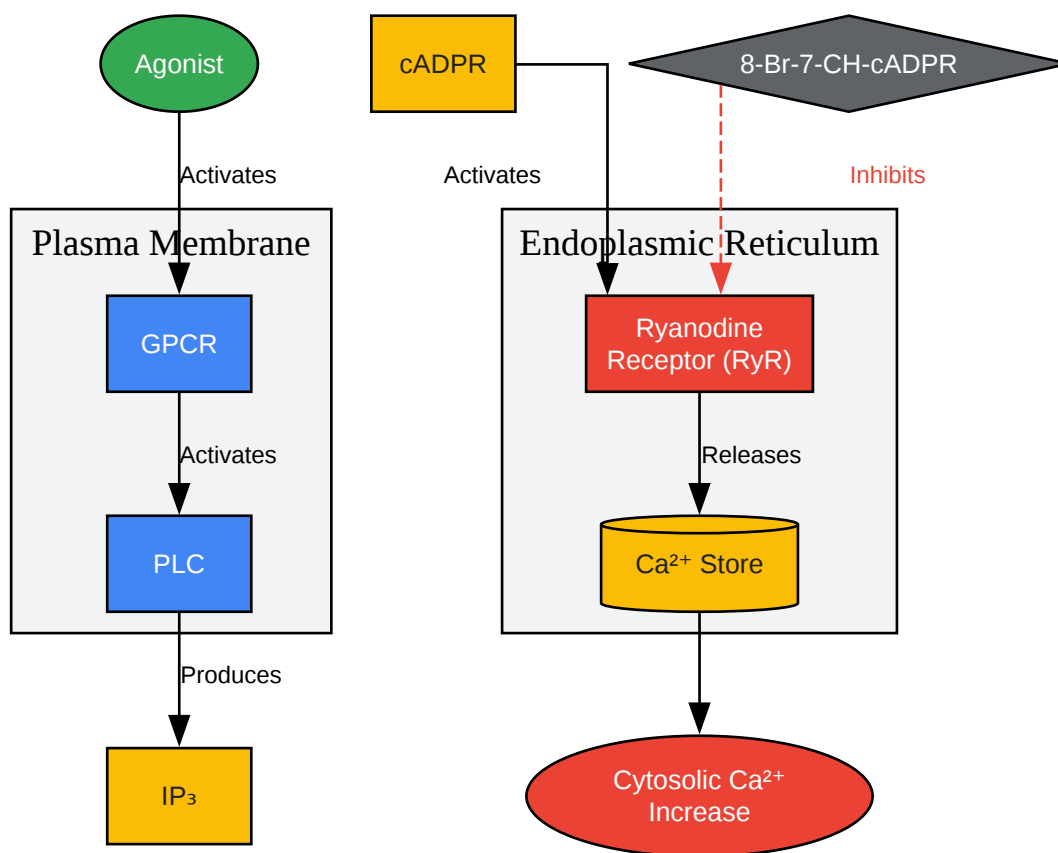 Agonist
cADPR
8-Br-7-CH-cADPR
Activates
Activates
Inhibits
Plasma Membrane
Endoplasmic Reticulum
GPCR
Ryanodine
Receptor (RyR)
Activates
Releases
PLC
Ca²⁺ Store
Produces
IP₃
Cytosolic Ca²⁺
Increase